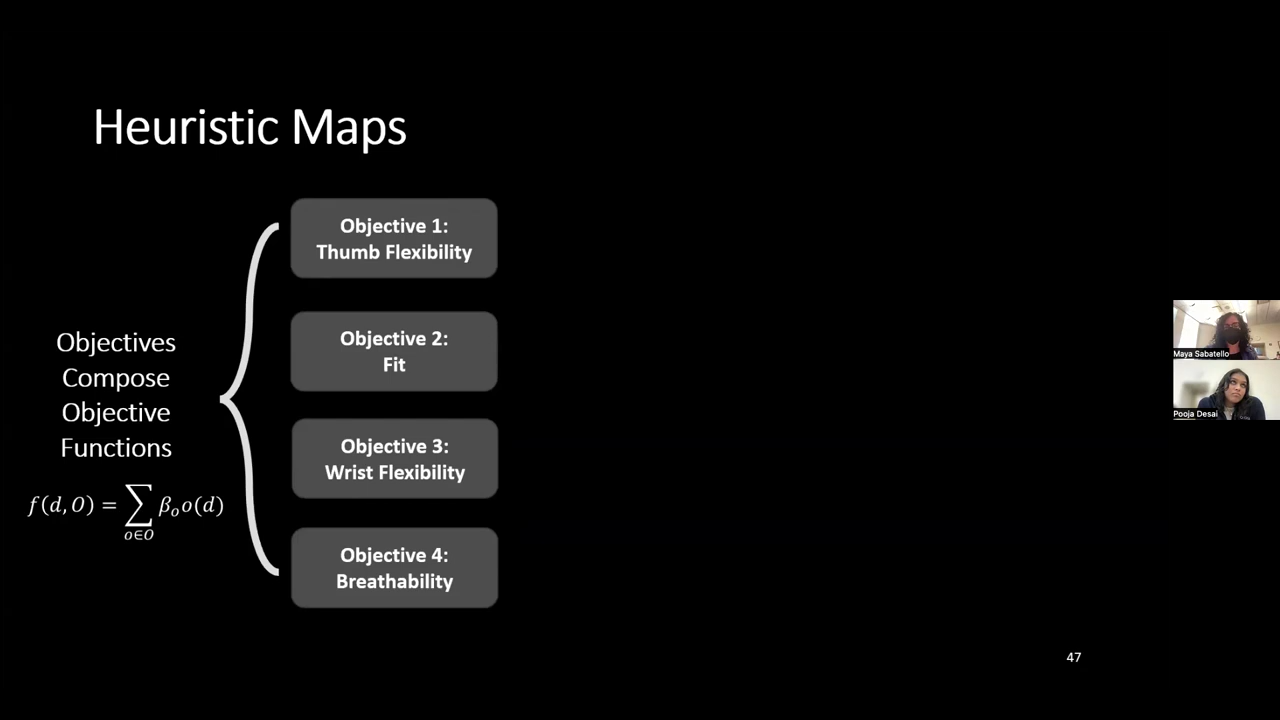 Heuristic Maps
Objectives
Compose
Objective
Functions
f(d, O) = ∑ βₒo(d)
o∈O
Objective 1:
Thumb Flexibility
Objective 2:
Fit
Objective 3:
Wrist Flexibility
Objective 4:
Breathability
Maya Sabatello
Pooja Desai
47